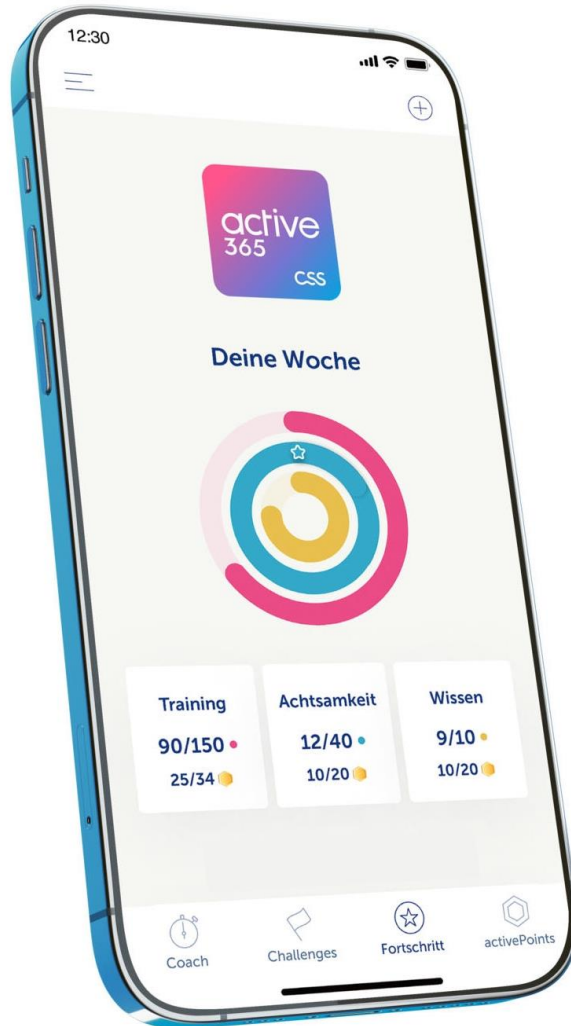 12:30
active
365
CSS
Deine Woche
Training
90/150
25/34
Achtsamkeit
12/40
10/20
Wissen
9/10
10/20
Coach
Challenges
Fortschritt
activePoints